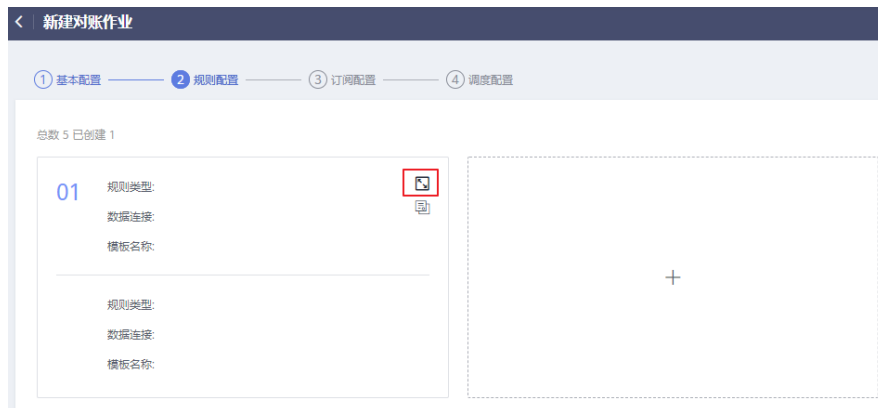 新建对账作业
1 基本配置 2 规则配置 3 订阅配置 4 调度配置
总数 5 已创建 1
01 规则类型:
数据连接:
模板名称:
规则类型:
数据连接:
模板名称: